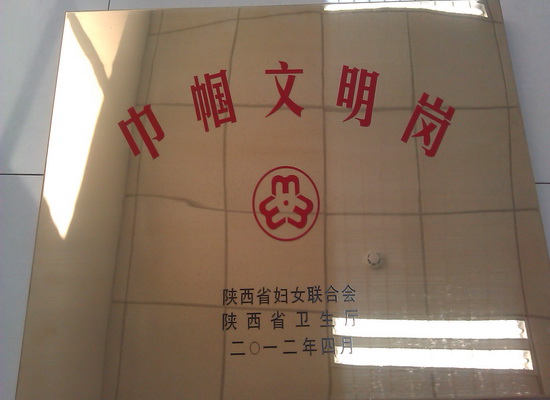 巾帼文明岗
陕西省妇女联合会
陕西省卫生厅
二〇一二年四月